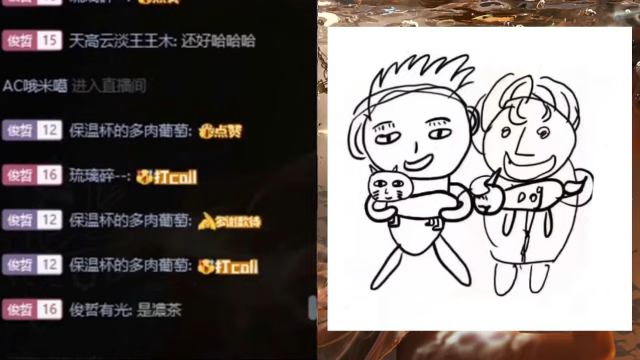 俊哲 15 天高云淡王王木: 还好哈哈哈
AC哦米噁 进入直播间
俊哲 12 保温杯的多肉葡萄: 点赞
俊哲 16 琉璃碎--: 打call
俊哲 12 保温杯的多肉葡萄: 多谢款待
俊哲 12 保温杯的多肉葡萄: 打call
俊哲 16 俊哲有光: 是濃茶